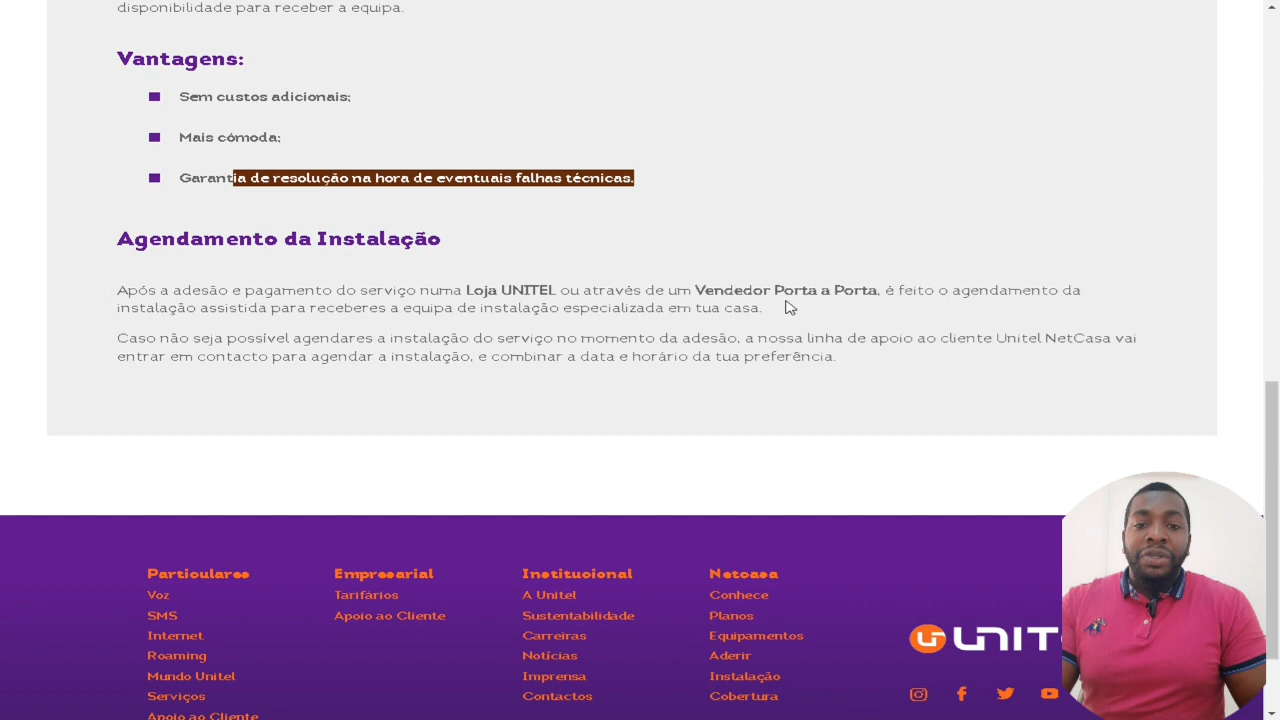 disponibilidade para receber a equipa.
Vantagens:
Sem custos adicionais;
Mais cómoda;
Garantia de resolução na hora de eventuais falhas técnicas.
Agendamento da Instalação
Após a adesão e pagamento do serviço numa Loja UNITEL ou através de um Vendedor Porta a Porta, é feito o agendamento da
instalação assistida para receberes a equipa de instalação especializada em tua casa.
Caso não seja possível agendares a instalação do serviço no momento da adesão, a nossa linha de apoio ao cliente Unitel NetCasa vai
entrar em contacto para agendar a instalação, e combinar a data e horário da tua preferência.
Particulares
Voz
SMS
Internet
Roaming
Mundo Unitel
Serviços
Apoio ao Cliente
Empresarial
Tarifários
Apoio ao Cliente
Institucional
A Unitel
Sustentabilidade
Carreiras
Notícias
Imprensa
Contactos
Netcasa
Conhece
Planos
Equipamentos
Aderir
Instalação
Cobertura
UNIT